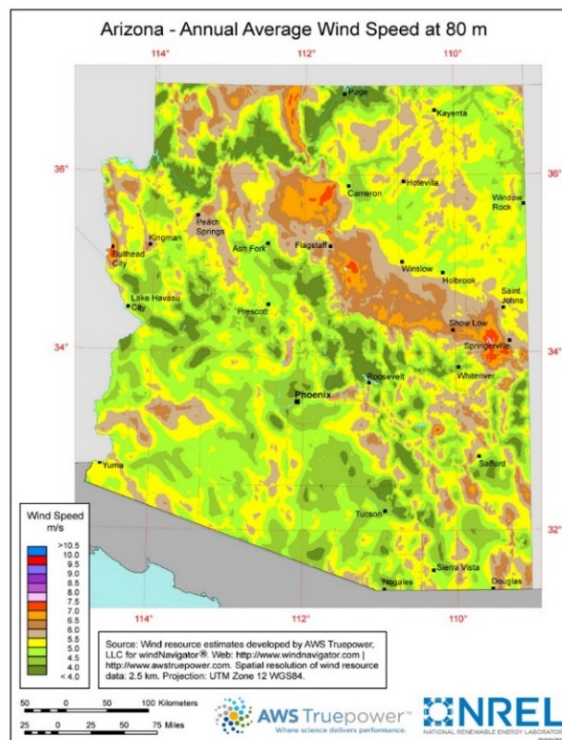 Arizona - Annual Average Wind Speed at 80 m
114°
112°
110°
Page
Kayenta
36°
36°
Cameron
Hotevilla
Window
Rock
Peach
Springs
Kingman
Bullhead
City
Ash Fork
Flagstaff
Winslow
Holbrook
Saint
Johns
Lake Havasu
City
Prescott
Show Low
Springerville
34°
34°
Whiteriver
Roosevelt
Phoenix
Safford
Yuma
Tucson
32°
Sierra Vista
Nogales
Douglas
114°
112°
110°
Wind Speed
m/s
>10.5
10.0
9.5
9.0
8.5
8.0
7.5
7.0
6.5
6.0
5.5
5.0
4.5
4.0
< 4.0
Source: Wind resource estimates developed by AWS Truepower,
LLC for windNavigator®. Web: http://www.windnavigator.com |
http://www.awstruepower.com. Spatial resolution of wind resource
data: 2.5 km. Projection: UTM Zone 12 WGS84.
50 0 50 100 Kilometers
25 0 25 50 75 Miles
AWS Truepower™
Where science delivers performance.
NREL
NATIONAL RENEWABLE ENERGY LABORATORY